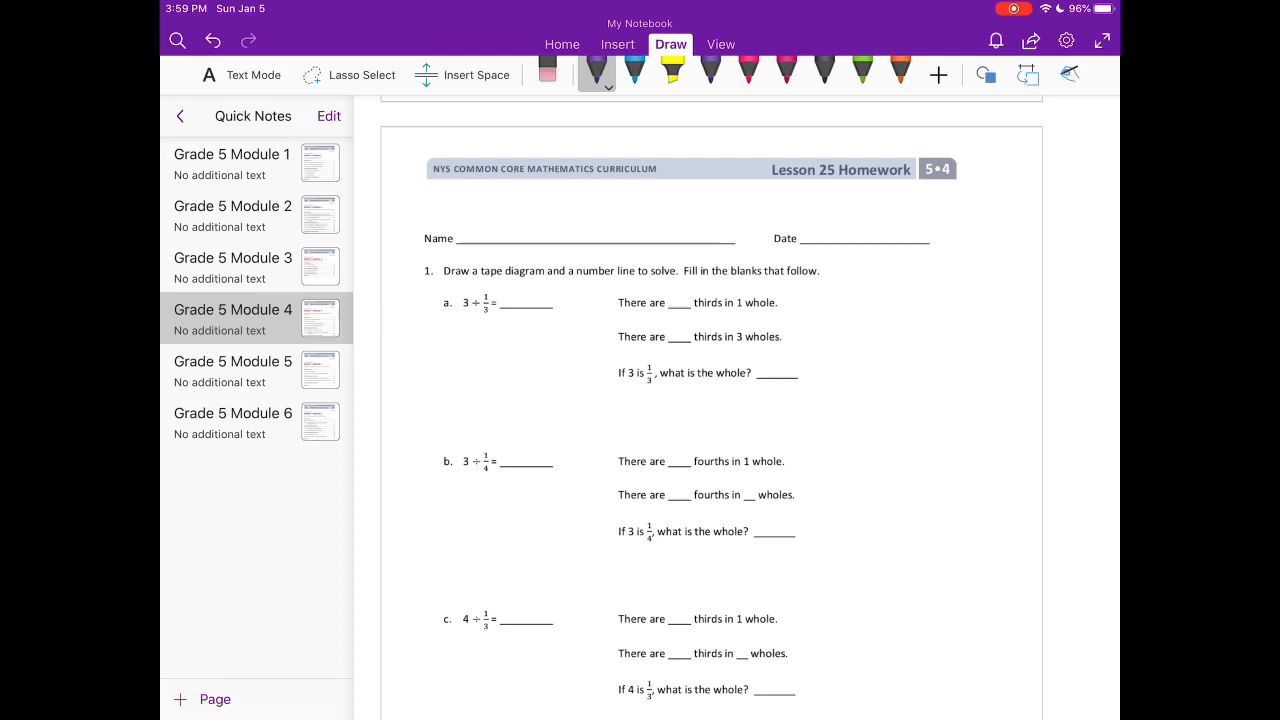 3:59 PM Sun Jan 5
96%
My Notebook
Home Insert Draw View
A Text Mode Lasso Select Insert Space
Quick Notes Edit
Grade 5 Module 1
No additional text
Grade 5 Module 2
No additional text
Grade 5 Module 3
No additional text
Grade 5 Module 4
No additional text
Grade 5 Module 5
No additional text
Grade 5 Module 6
No additional text
Page
NYS COMMON CORE MATHEMATICS CURRICULUM Lesson 25 Homework 5•4
Name ____ Date ____
1. Draw a tape diagram and a number line to solve. Fill in the blanks that follow.
a. 3 ÷ 1/3 = ____ There are ____ thirds in 1 whole.
There are ____ thirds in 3 wholes.
If 3 is 1/3, what is the whole? ____
b. 3 ÷ 1/4 = ____ There are ____ fourths in 1 whole.
There are ____ fourths in __ wholes.
If 3 is 1/4, what is the whole? ____
c. 4 ÷ 1/3 = ____ There are ____ thirds in 1 whole.
There are ____ thirds in __ wholes.
If 4 is 1/3, what is the whole? ____